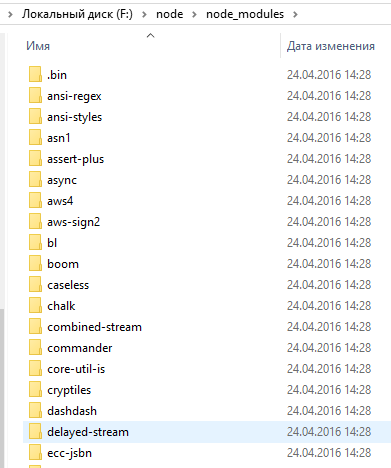 Локальный диск (F:) > node > node_modules >
Имя Дата изменения
.bin 24.04.2016 14:28
ansi-regex 24.04.2016 14:28
ansi-styles 24.04.2016 14:28
asn1 24.04.2016 14:28
assert-plus 24.04.2016 14:28
async 24.04.2016 14:28
aws4 24.04.2016 14:28
aws-sign2 24.04.2016 14:28
bl 24.04.2016 14:28
boom 24.04.2016 14:28
caseless 24.04.2016 14:28
chalk 24.04.2016 14:28
combined-stream 24.04.2016 14:28
commander 24.04.2016 14:28
core-util-is 24.04.2016 14:28
cryptiles 24.04.2016 14:28
dashdash 24.04.2016 14:28
delayed-stream 24.04.2016 14:28
ecc-jsbn 24.04.2016 14:28